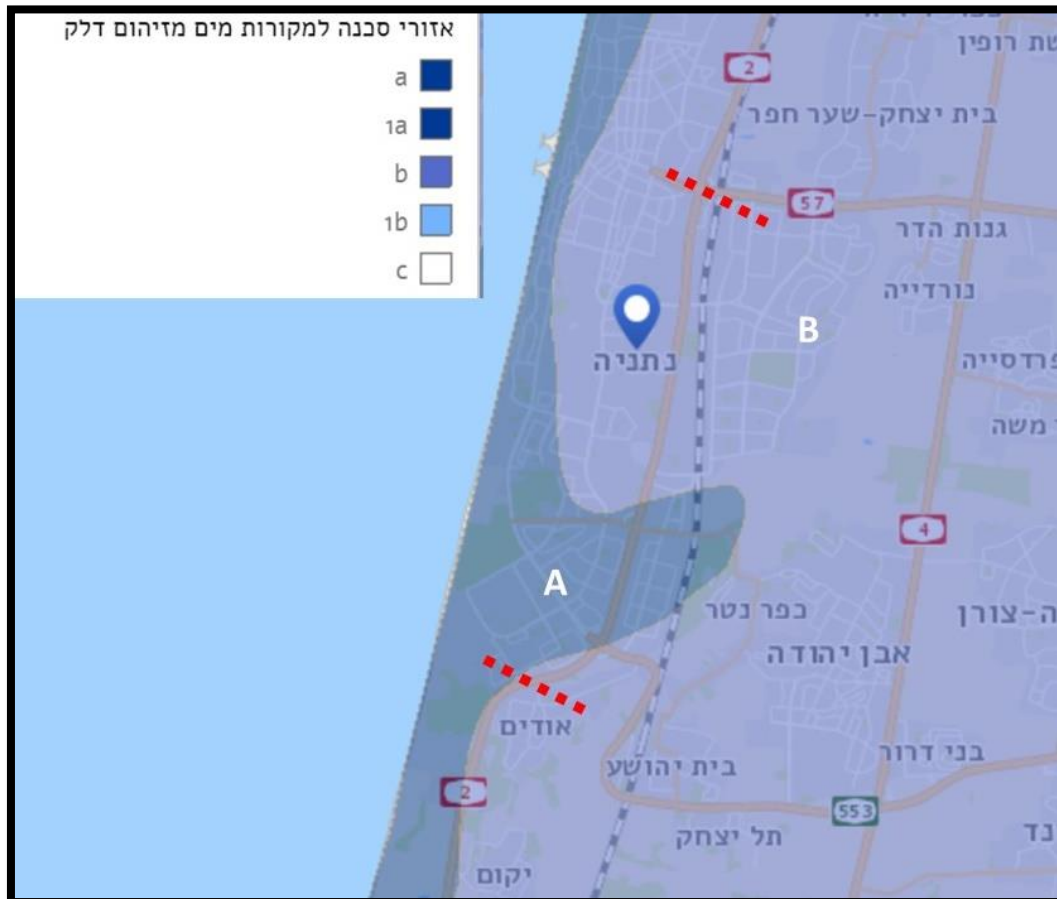 אזורי סכנה למקורות מים מזיהום דלק
a
1a
b
1b
c
2
בית יצחק-שער חפר
57
גנות הדר
נורדייה
B
נתניה
4
A
כפר נטר
אבן יהודה
אודים
בני דרור
בית יהושע
2
553
תל יצחק
יקום